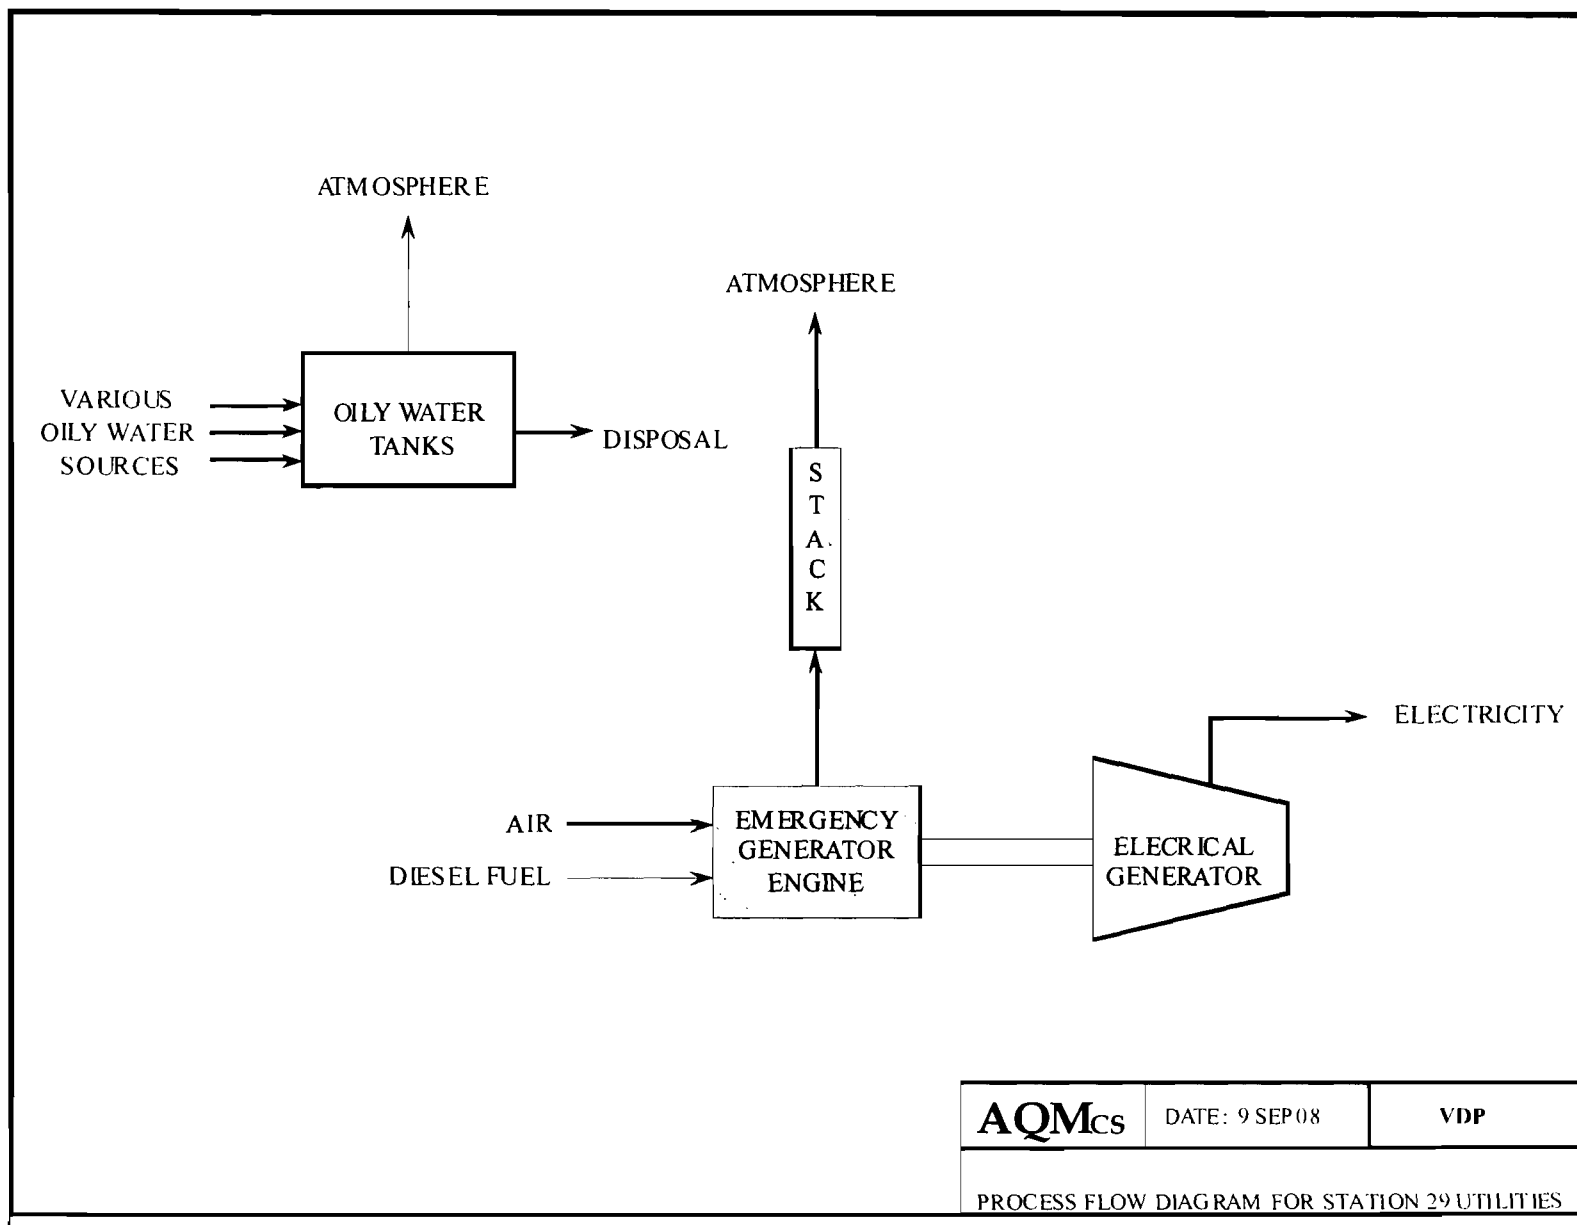 ATMOSPHERE
ATMOSPHERE
VARIOUS
OILY WATER
SOURCES
OILY WATER
TANKS
DISPOSAL
S
T
A
C
K
ELECTRICITY
AIR
DIESEL FUEL
EMERGENCY
GENERATOR
ENGINE
ELECRICAL
GENERATOR
AQMCS
DATE: 9 SEP 08
VDP
PROCESS FLOW DIAGRAM FOR STATION 29 UTILITIES